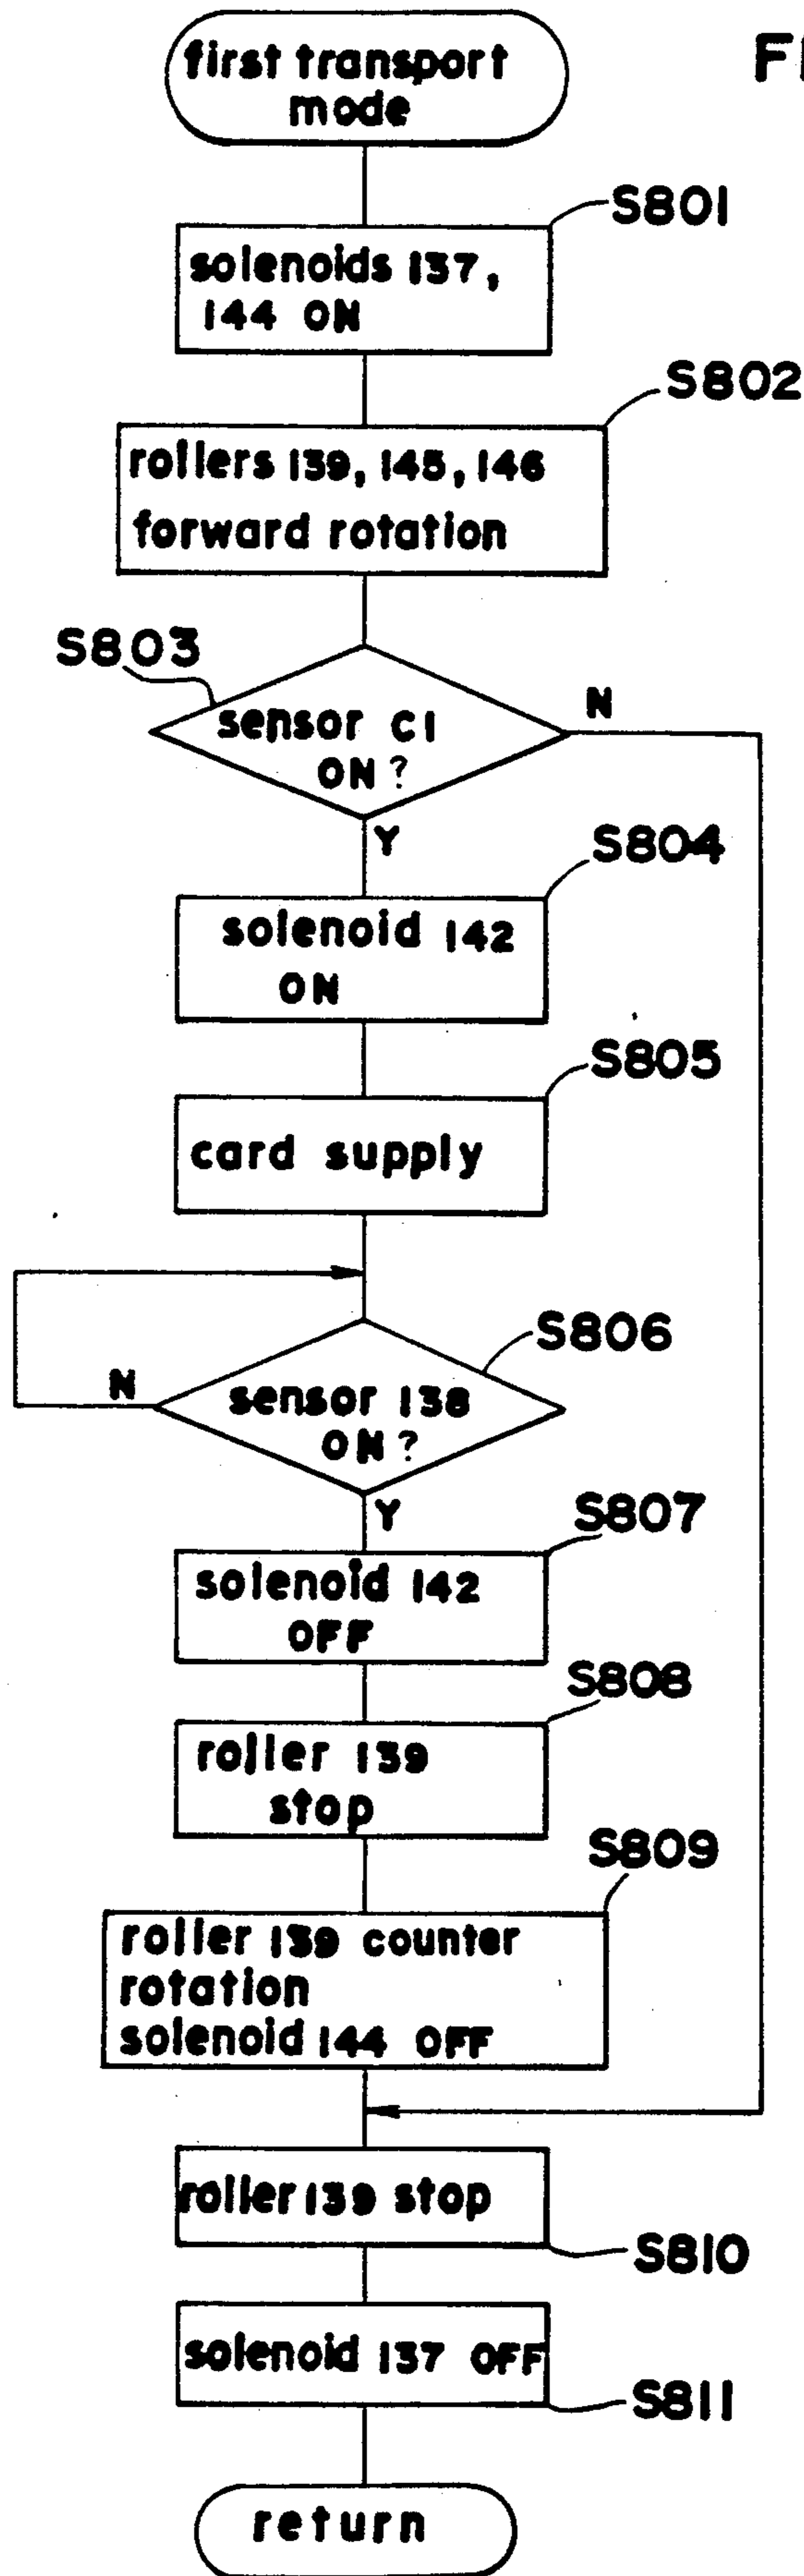 first transport
mode
S801
solenoids 137,
144 ON
S802
rollers 139, 145, 146
forward rotation
S803
sensor C1
ON?
N
Y
S804
solenoid 142
ON
S805
card supply
S806
sensor 138
ON?
N
Y
S807
solenoid 142
OFF
S808
roller 139
stop
S809
roller 139 counter
rotation
solenoid 144 OFF
roller 139 stop
S810
solenoid 137 OFF
S811
return